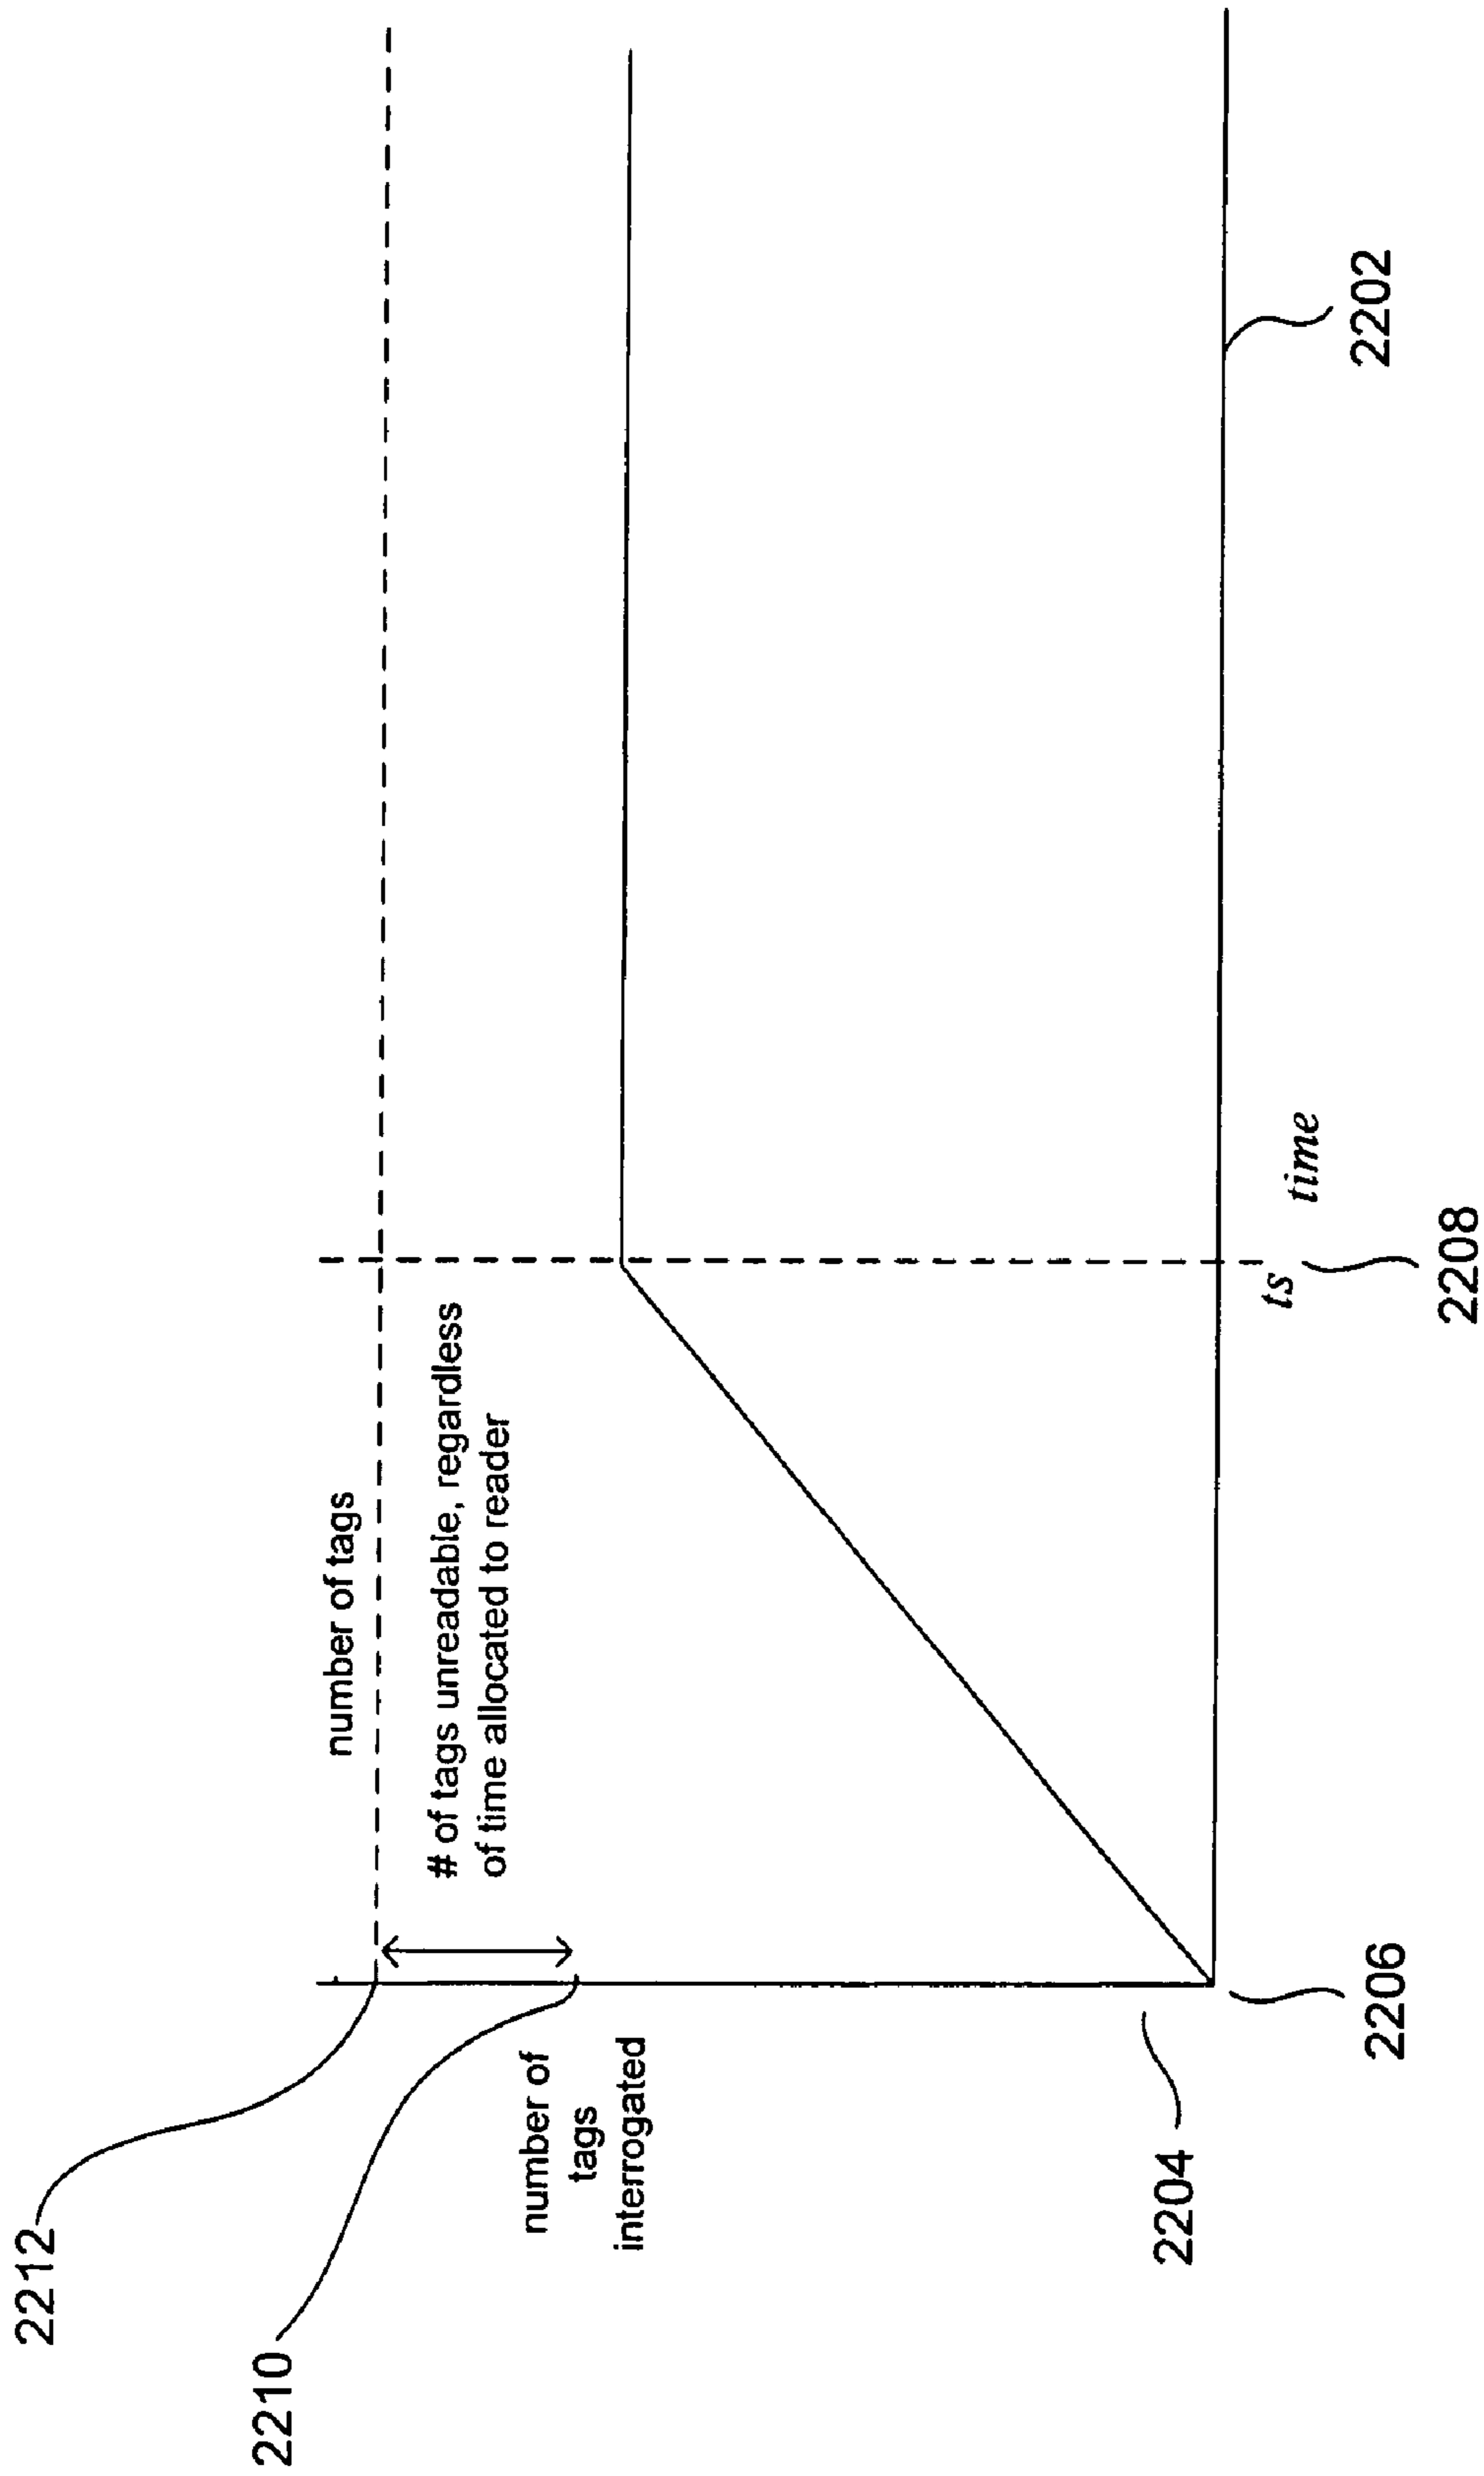 2212
number of tags
2210
# of tags unreadable, regardless
of time allocated to reader
number of
tags
interrogated
2204
ts
time
2206
2208
2202